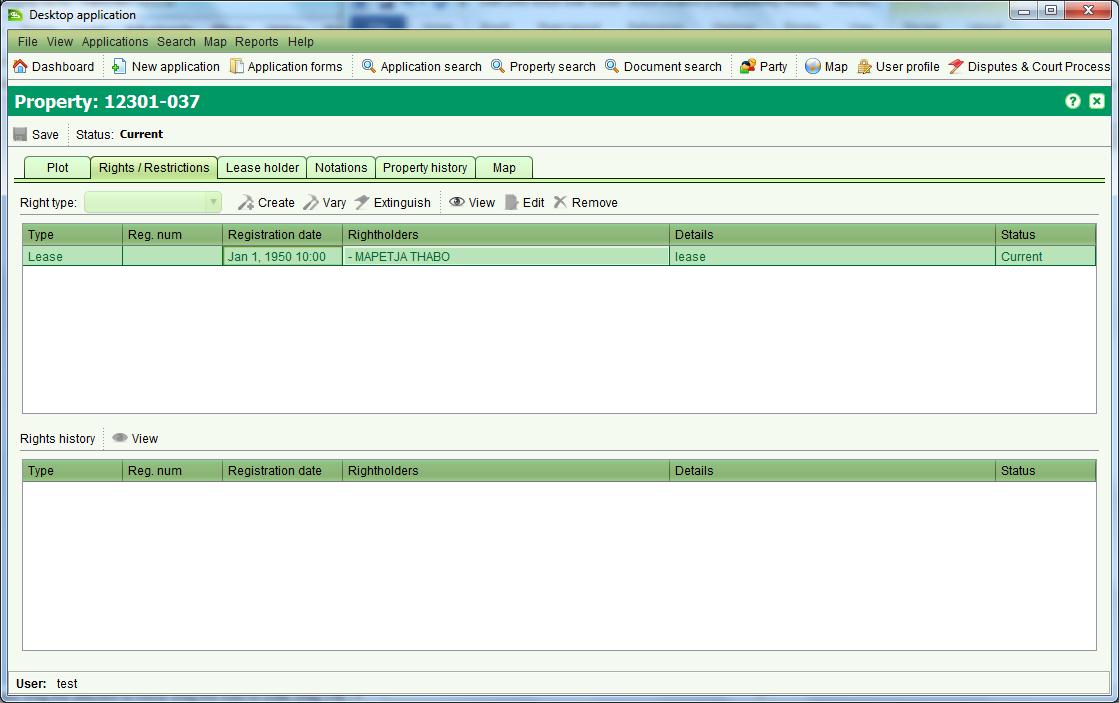 Desktop application
File View Applications Search Map Reports Help
Dashboard New application Application forms Application search Property search Document search Party Map User profile Disputes & Court Process
Property: 12301-037
Save Status: Current
Plot Rights / Restrictions Lease holder Notations Property history Map
Right type: Create Vary Extinguish View Edit Remove
Type Reg. num Registration date Rightholders Details Status
Lease Jan 1, 1950 10:00 - MAPETJA THABO lease Current
Rights history View
Type Reg. num Registration date Rightholders Details Status
User: test